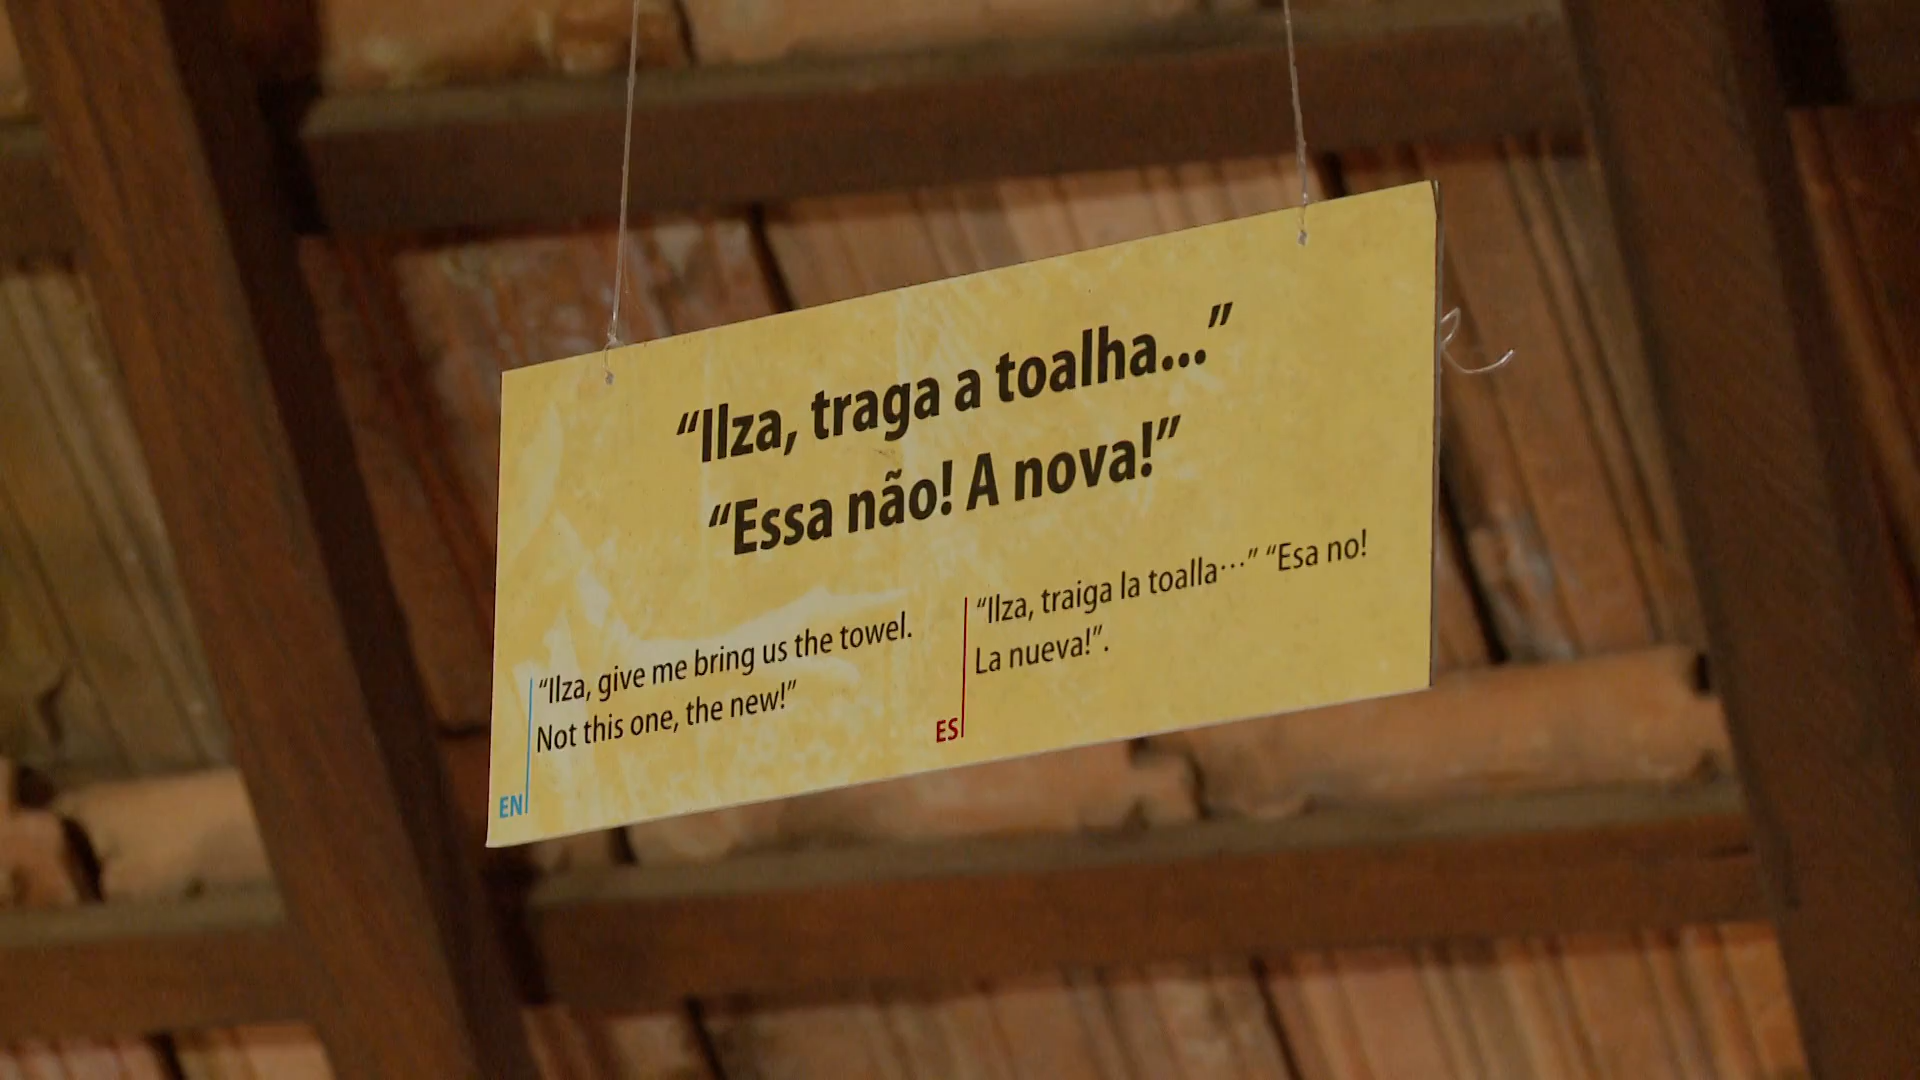 “Ilza, traga a toalha...”
“Essa não! A nova!”
“Ilza, give me bring us the towel.
Not this one, the new!”
EN
“Ilza, traiga la toalla...” “Esa no!
La nueva!”.
ES